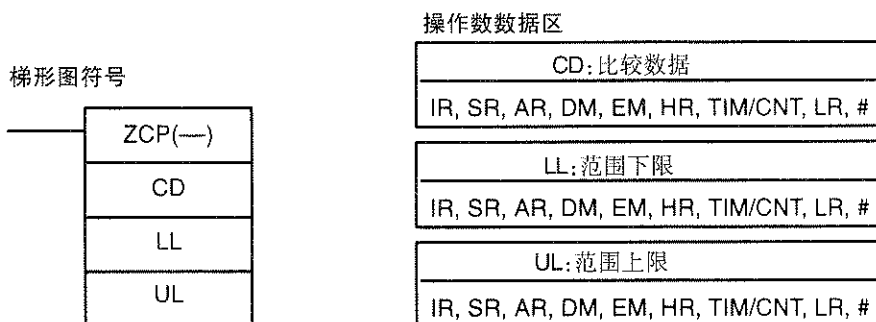 操作数数据区
梯形图符号
ZCP(—)
CD
LL
UL
CD:比较数据
IR, SR, AR, DM, EM, HR, TIM/CNT, LR, #
LL:范围下限
IR, SR, AR, DM, EM, HR, TIM/CNT, LR, #
UL:范围上限
IR, SR, AR, DM, EM, HR, TIM/CNT, LR, #